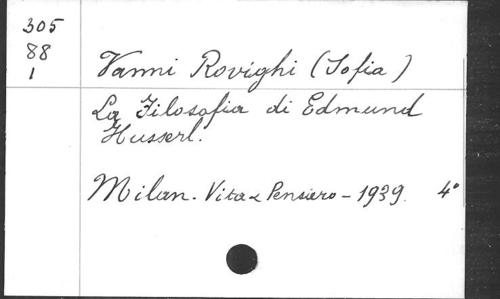 305
88
1
Vanni Rovighi (Sofia)
La Filosofia di Edmund
Husserl.
Milan. Vita e Pensiero - 1939. 4°